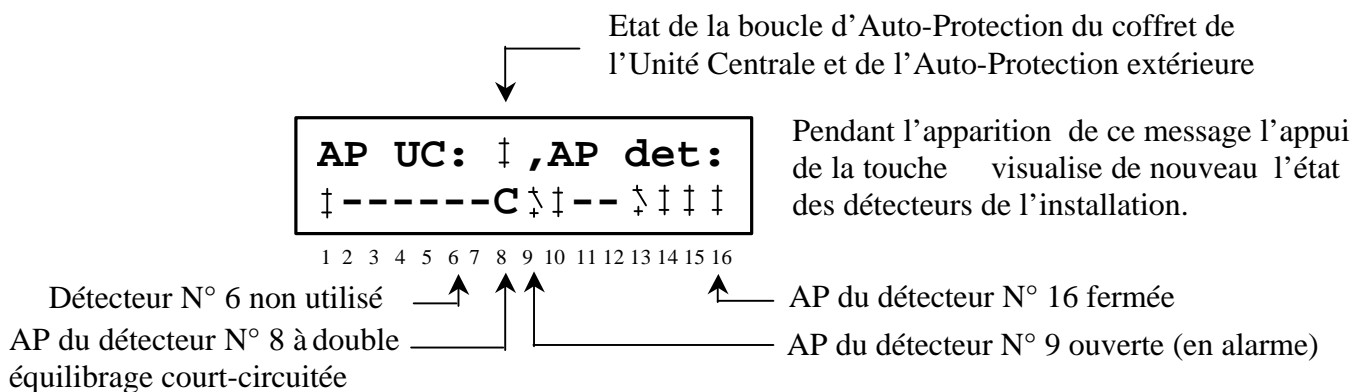 Etat de la boucle d’Auto-Protection du coffret de
l’Unité Centrale et de l’Auto-Protection extérieure
AP UC: ‡ ,AP det:
‡------C⍀‡--⍀‡‡‡
Pendant l’apparition de ce message l’appui
de la touche visualise de nouveau l’état
des détecteurs de l’installation.
1 2 3 4 5 6 7 8 9 10 11 12 13 14 15 16
Détecteur N° 6 non utilisé
AP du détecteur N° 8 à double
équilibrage court-circuitée
AP du détecteur N° 16 fermée
AP du détecteur N° 9 ouverte (en alarme)